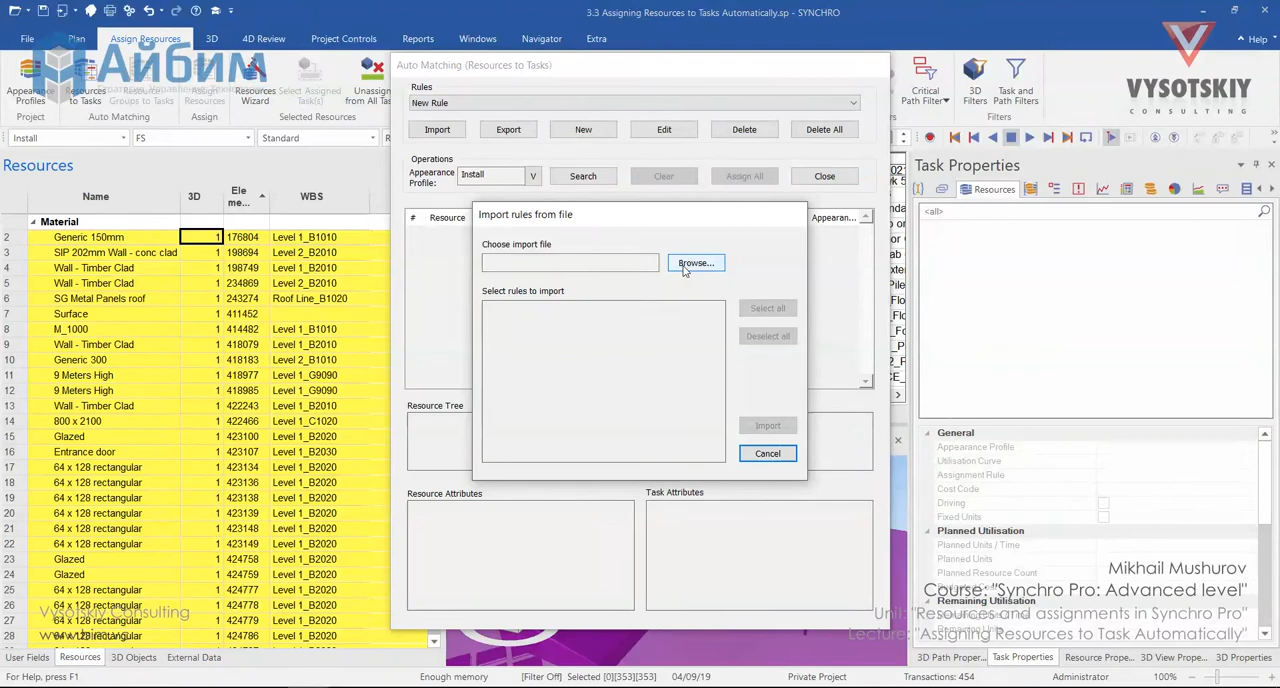 3.3 Assigning Resources to Tasks Automatically.sp - SYNCHRO
File Plan Assign Resources 3D 4D Review Project Controls Reports Windows Navigator Extra Help
Айбим
VYSOTSKIY
CONSULTING
Appearance Profiles
Resources to Tasks
Resource Groups to Tasks
Assign Resources
Resources Wizard
Select Assigned Task(s)
Unassign from All Tas
Critical Path Filter
3D Filters
Task and Path Filters
Project Auto Matching Assign Selected Resources Filters
Install FS Standard
Auto Matching (Resources to Tasks)
Rules
New Rule
Import Export New Edit Delete Delete All
Operations
Appearance Profile: Install V Search Clear Assign All Close
# Resource Appearan...
Import rules from file
Choose import file
Browse...
Select rules to import
Select all
Deselect all
Import
Cancel
Resource Tree
Resource Attributes Task Attributes
Resources
Name 3D Ele me... WBS
Material
2 Generic 150mm 1 176804 Level 1_B1010
3 SIP 202mm Wall - conc clad 1 198694 Level 2_B2010
4 Wall - Timber Clad 1 198749 Level 1_B2010
5 Wall - Timber Clad 1 234869 Level 2_B2010
6 SG Metal Panels roof 1 243274 Roof Line_B1020
7 Surface 1 411452
8 M_1000 1 414482 Level 1_B1010
9 Wall - Timber Clad 1 418079 Level 1_B2010
10 Generic 300 1 418183 Level 2_B1010
11 9 Meters High 1 418977 Level 1_G9090
12 9 Meters High 1 418985 Level 1_G9090
13 Wall - Timber Clad 1 422243 Level 1_B2010
14 800 x 2100 1 422466 Level 1_C1020
15 Glazed 1 423100 Level 1_B2020
16 Entrance door 1 423107 Level 1_B2030
17 64 x 128 rectangular 1 423134 Level 1_B2020
18 64 x 128 rectangular 1 423136 Level 1_B2020
19 64 x 128 rectangular 1 423138 Level 1_B2020
20 64 x 128 rectangular 1 423139 Level 1_B2020
21 64 x 128 rectangular 1 423148 Level 1_B2020
22 64 x 128 rectangular 1 423149 Level 1_B2020
23 Glazed 1 424758 Level 1_B2020
24 Glazed 1 424759 Level 1_B2020
25 64 x 128 rectangular 1 424777 Level 1_B2020
26 64 x 128 rectangular 1 424778 Level 1_B2020
27 64 x 128 rectangular 1 424779 Level 1_B2020
28 64 x 128 rectangular 1 424786 Level 1_B2020
Vysotskiy Consulting
Task Properties
Resources
<all>
General
Appearance Profile
Utilisation Curve
Assignment Rule
Cost Code
Driving
Fixed Units
Planned Utilisation
Planned Units / Time
Planned Units
Planned Resource Count
Remaining Utilisation
Mikhail Mushurov
Course: "Synchro Pro: Advanced level"
Unit: "Resources and assignments in Synchro Pro"
Lecture: "Assigning Resources to Task Automatically"
User Fields Resources 3D Objects External Data
3D Path Proper... Task Properties Resource Prope... 3D View Prope... 3D Properties
For Help, press F1 Enough memory [Filter Off] Selected [0][353][353] 04/09/19 Private Project Transactions: 454 Administrator 100%